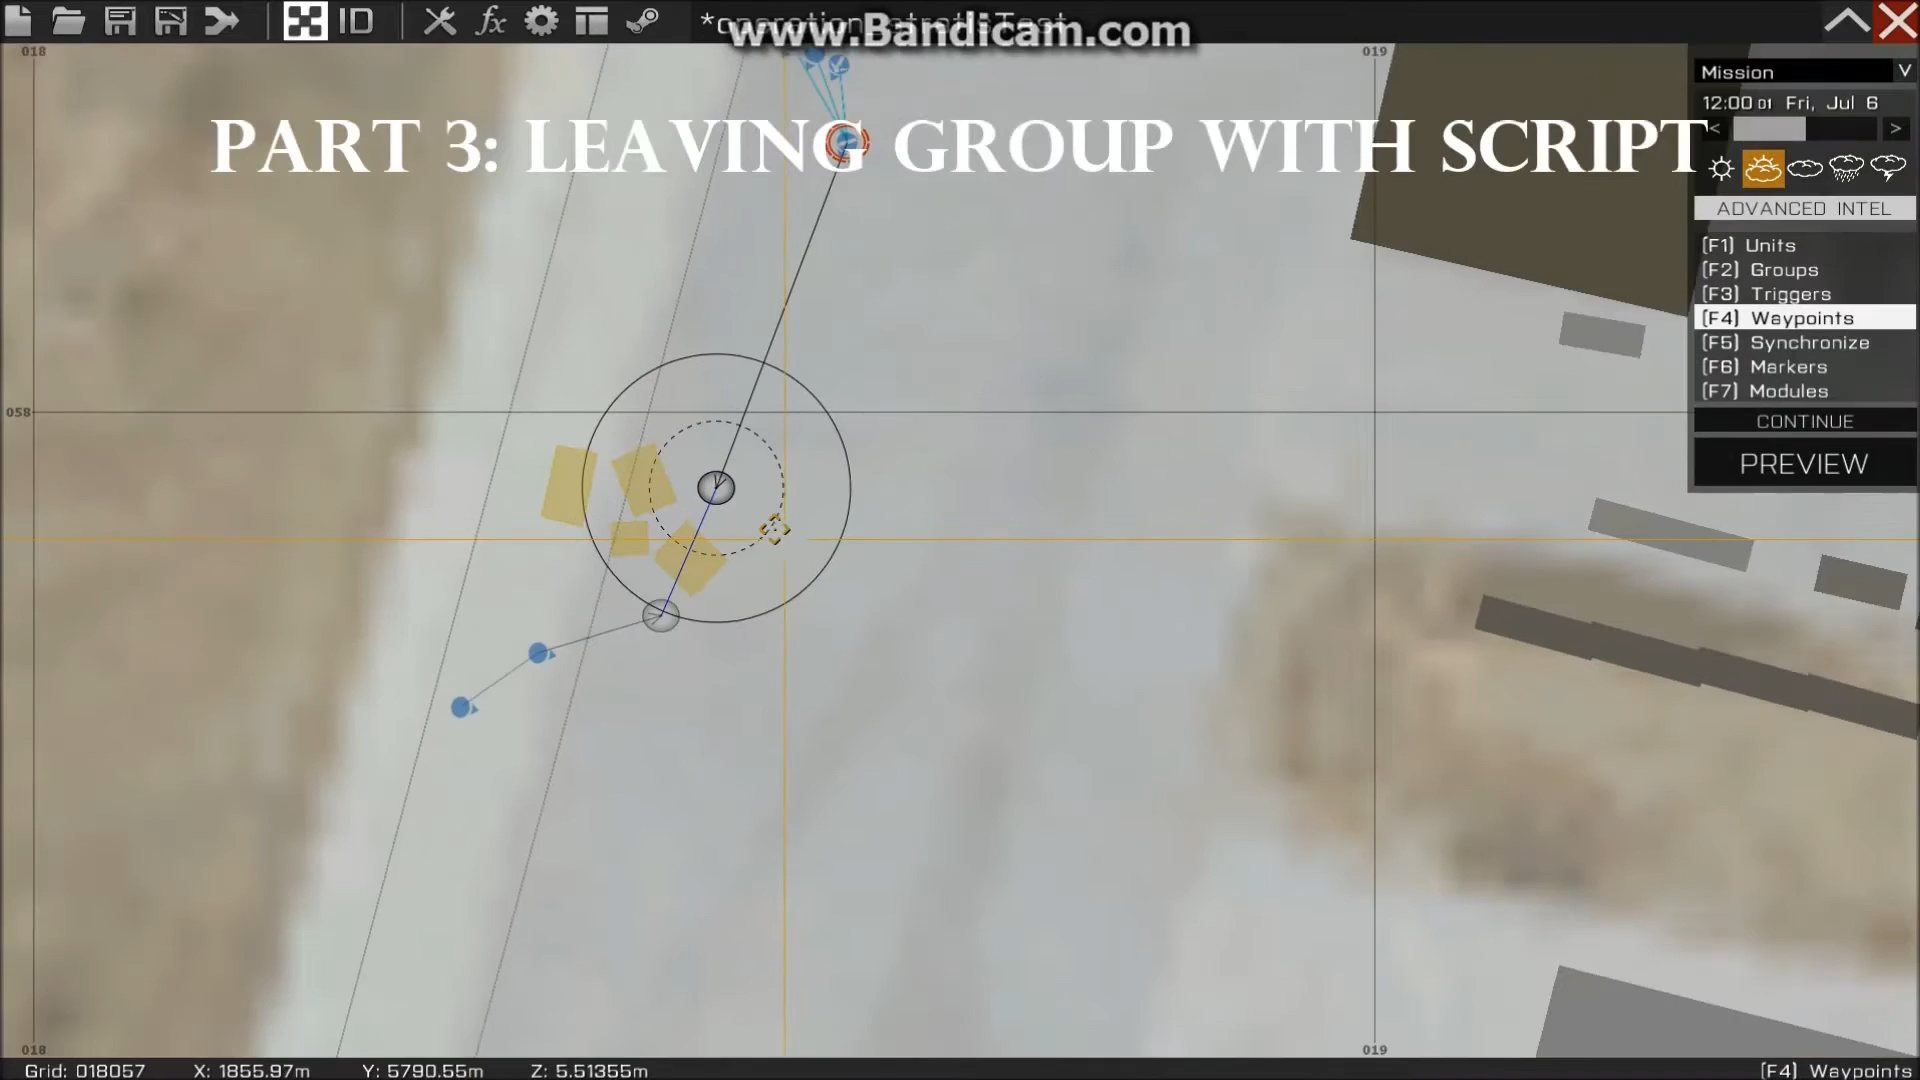 ID
fx
*operation
www.Bandicam.com
018
019
Mission
V
12:00 01 Fri, Jul 6
<
>
PART 3: LEAVING GROUP WITH SCRIPT
ADVANCED INTEL
[F1] Units
[F2] Groups
[F3] Triggers
[F4] Waypoints
[F5] Synchronize
[F6] Markers
[F7] Modules
CONTINUE
PREVIEW
058
018
019
Grid: 018057 X: 1855.97m Y: 5790.55m Z: 5.51355m
[F4] Waypoints